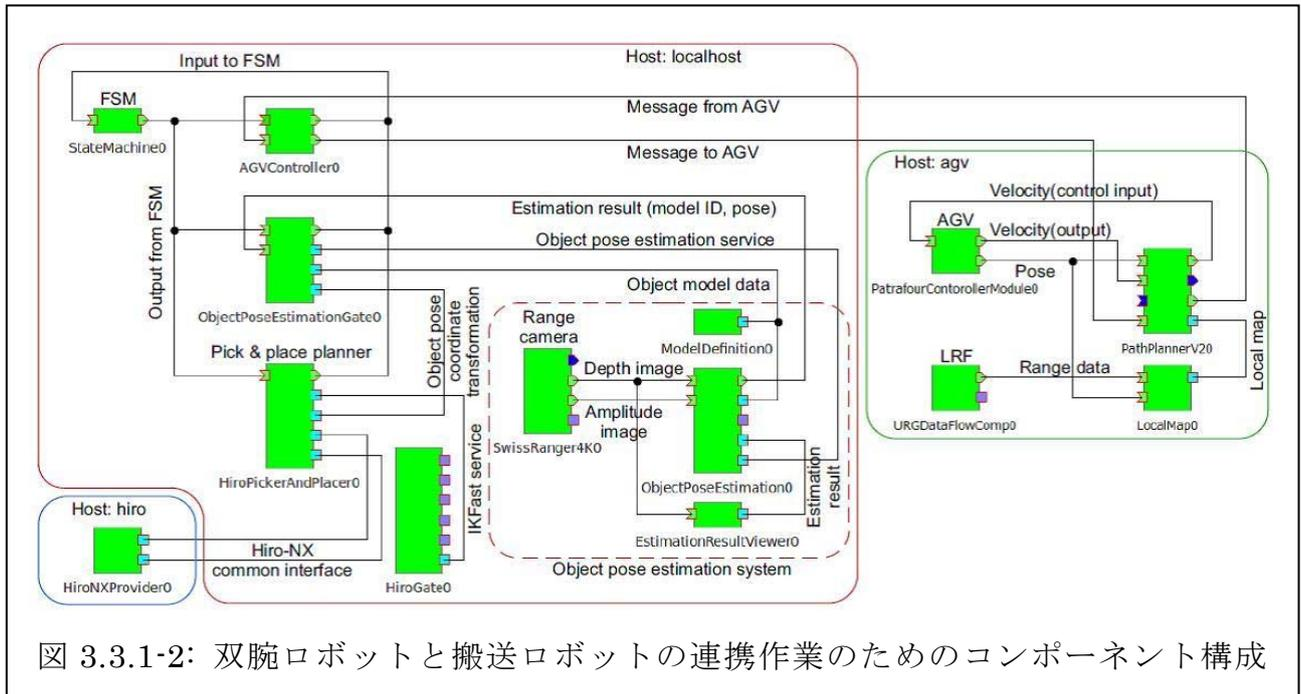 Host: localhost
Input to FSM
FSM
StateMachine0
AGVController0
Message from AGV
Message to AGV
Output from FSM
Estimation result (model ID, pose)
Object pose estimation service
Object model data
ObjectPoseEstimationGate0
Object pose
coordinate
transformation
Pick & place planner
HiroPickerAndPlacer0
IKFast service
HiroGate0
Range
camera
SwissRanger4K0
Depth image
Amplitude
image
ModelDefinition0
ObjectPoseEstimation0
Estimation
result
EstimationResultViewer0
Object pose estimation system
Host: hiro
HiroNXProvider0
Hiro-NX
common interface
Host: agv
Velocity(control input)
AGV
Velocity(output)
Pose
PatrafourContorollerModule0
PathPlannerV20
LRF
Range data
URGDataFlowComp0
LocalMap0
Local map
図 3.3.1-2: 双腕ロボットと搬送ロボットの連携作業のためのコンポーネント構成